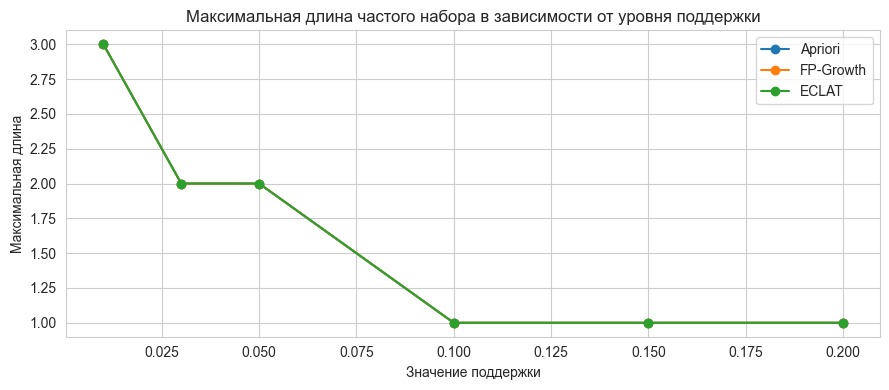 Максимальная длина частого набора в зависимости от уровня поддержки
Apriori
FP-Growth
ECLAT
Максимальная длина
3.00
2.75
2.50
2.25
2.00
1.75
1.50
1.25
1.00
0.025
0.050
0.075
0.100
0.125
0.150
0.175
0.200
Значение поддержки